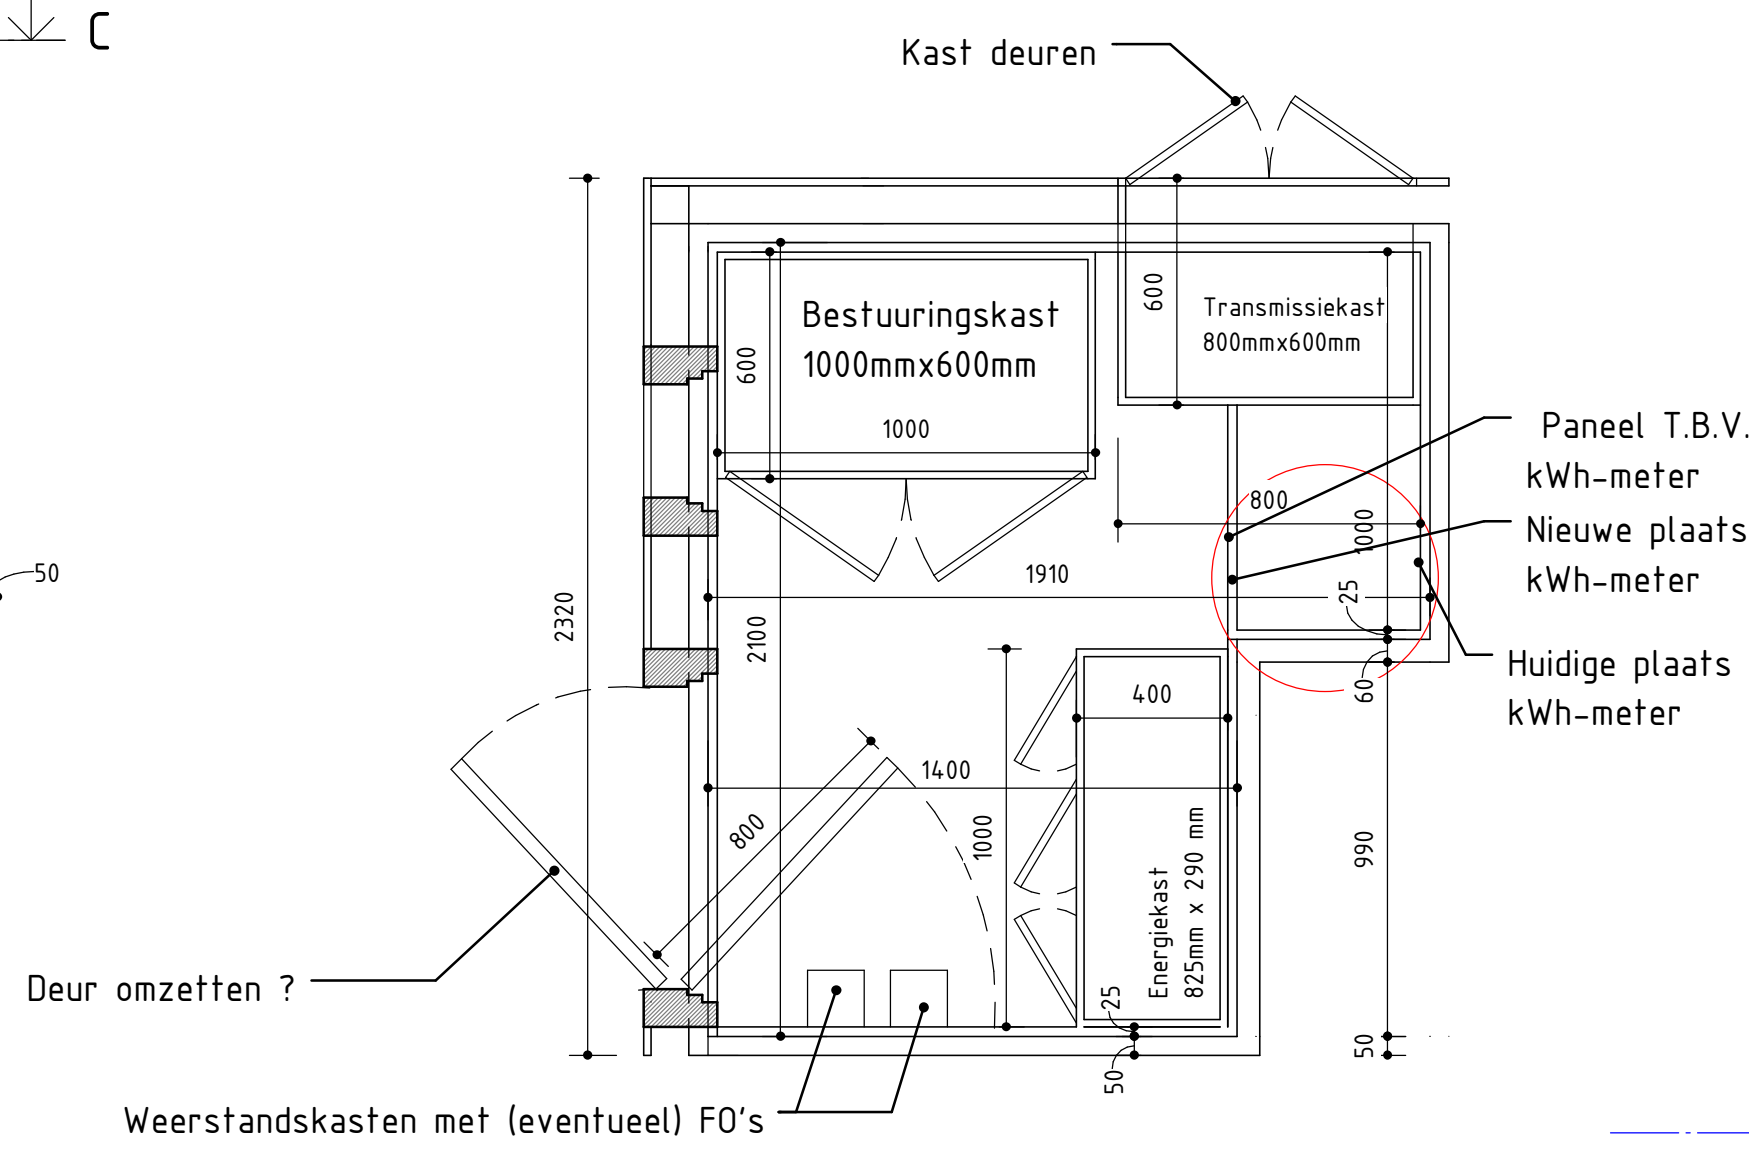 C
Kast deuren
Bestuuringskast
1000mmx600mm
600
1000
600
Transmissiekast
800mmx600mm
Paneel T.B.V.
kWh-meter
Nieuwe plaats
kWh-meter
Huidige plaats
kWh-meter
800
1000
25
60
50
2320
2100
1910
400
1400
1000
800
990
Energiekast
825mm x 290 mm
25
50
50
Deur omzetten ?
Weerstandskasten met (eventueel) FO's